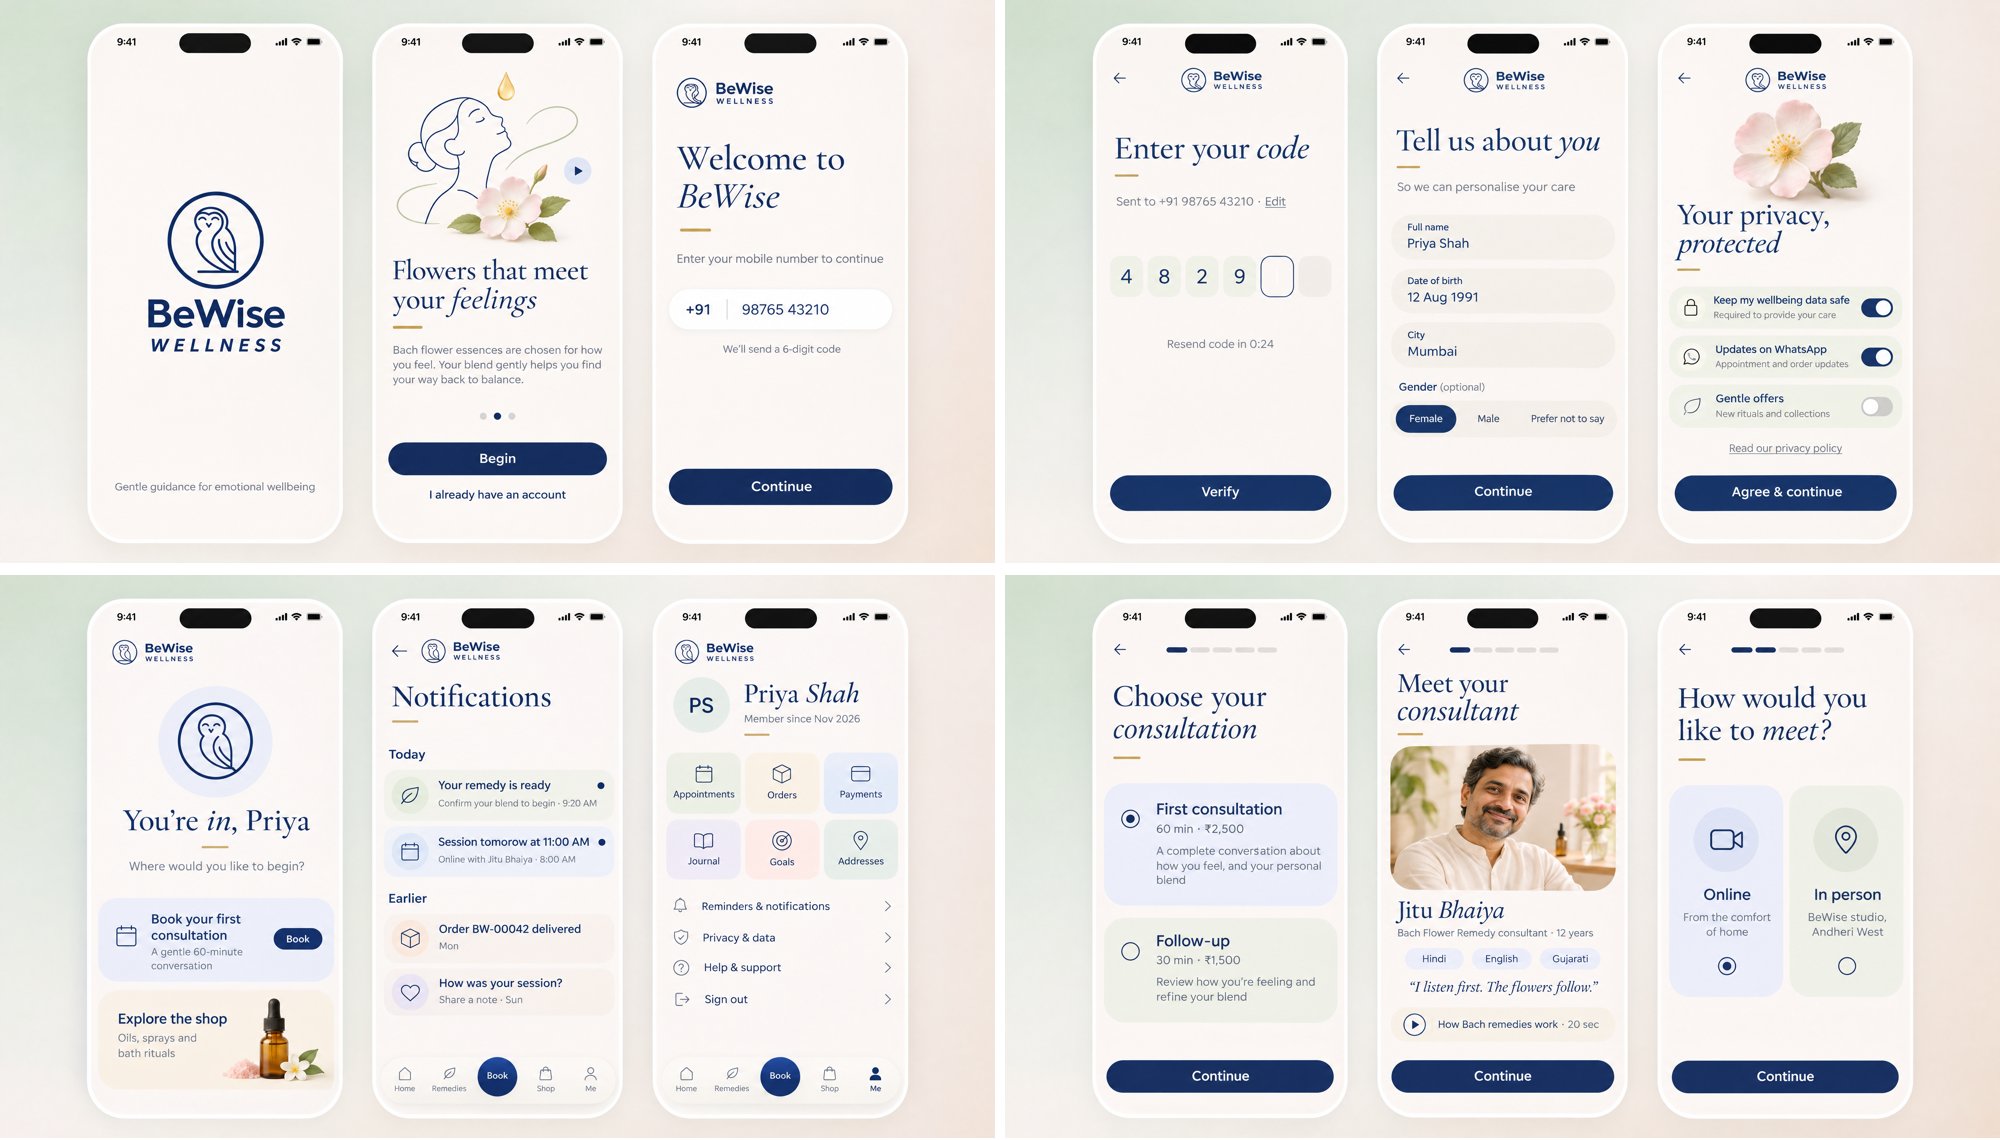 9:41
BeWise
WELLNESS
Gentle guidance for emotional wellbeing
9:41
Flowers that meet
your feelings
Bach flower essences are chosen for how
you feel. Your blend gently helps you find
your way back to balance.
Begin
I already have an account
9:41
BeWise
WELLNESS
Welcome to
BeWise
Enter your mobile number to continue
+91 98765 43210
We'll send a 6-digit code
Continue
9:41
BeWise
WELLNESS
Enter your code
Sent to +91 98765 43210 · Edit
4 8 2 9
Resend code in 0:24
Verify
9:41
BeWise
WELLNESS
Tell us about you
So we can personalise your care
Full name
Priya Shah
Date of birth
12 Aug 1991
City
Mumbai
Gender (optional)
Female Male Prefer not to say
Continue
9:41
BeWise
WELLNESS
Your privacy,
protected
Keep my wellbeing data safe
Required to provide your care
Updates on WhatsApp
Appointment and order updates
Gentle offers
New rituals and collections
Read our privacy policy
Agree & continue
9:41
BeWise
WELLNESS
You're in, Priya
Where would you like to begin?
Book your first
consultation
A gentle 60-minute
conversation
Book
Explore the shop
Oils, sprays and
bath rituals
9:41
BeWise
WELLNESS
Notifications
Today
Your remedy is ready
Confirm your blend to begin · 9:20 AM
Session tomorow at 11:00 AM
Online with Jitu Bhaiya · 8:00 AM
Earlier
Order BW-00042 delivered
Mon
How was your session?
Share a note · Sun
Home Remedies Book Shop Me
9:41
BeWise
WELLNESS
PS
Priya Shah
Member since Nov 2026
Appointments Orders Payments
Journal Goals Addresses
Reminders & notifications
Privacy & data
Help & support
Sign out
Home Remedies Book Shop Me
9:41
Choose your
consultation
First consultation
60 min · ₹2,500
A complete conversation about
how you feel, and your personal
blend
Follow-up
30 min · ₹1,500
Review how you're feeling and
refine your blend
Continue
9:41
Meet your
consultant
Jitu Bhaiya
Bach Flower Remedy consultant · 12 years
Hindi English Gujarati
"I listen first. The flowers follow."
How Bach remedies work · 20 sec
Continue
9:41
How would you
like to meet?
Online
From the comfort
of home
In person
BeWise studio,
Andheri West
Continue